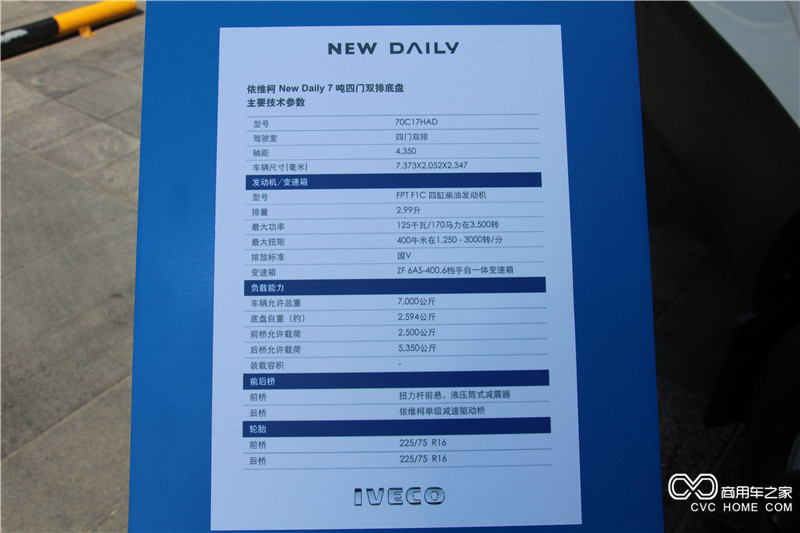 NEW DAILY
依维柯 New Daily 7 吨四门双排底盘
主要技术参数
型号 70C17HAD
驾驶室 四门双排
轴距 4,350
车辆尺寸(毫米) 7,373X2,052X2,347
发动机/变速箱
型号 FPT F1C 四缸柴油发动机
排量 2.99升
最大功率 125千瓦/170马力在3,500转
最大扭矩 400牛米在1,250 - 3000转/分
排放标准 国V
变速箱 ZF 6AS-400,6档手自一体变速箱
负载能力
车辆允许总重 7,000公斤
底盘自重（约） 2,594公斤
前桥允许载荷 2,500公斤
后桥允许载荷 5,350公斤
装载容积 -
前后桥
前桥 扭力杆前悬，液压筒式减震器
后桥 依维柯单级减速驱动桥
轮胎
前桥 225/75 R16
后桥 225/75 R16
IVECO
商用车之家
CVC HOME.COM